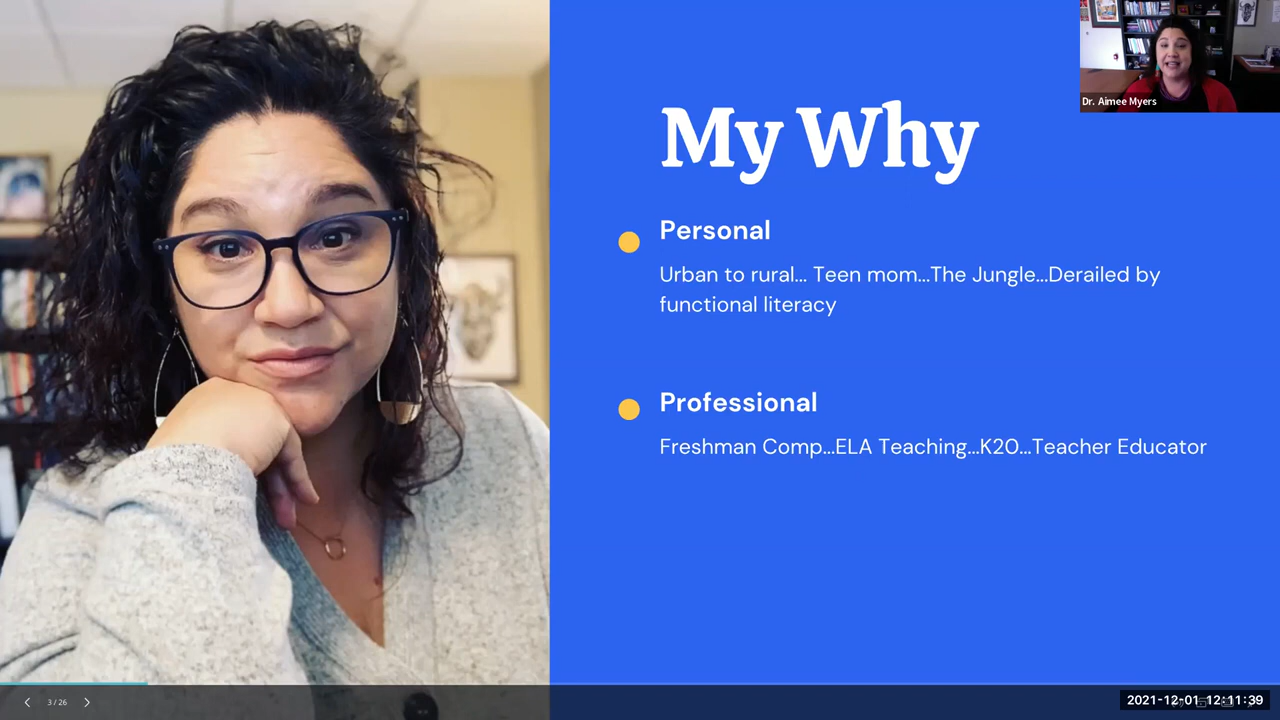 My Why
Dr. Aimee Myers
Personal
Urban to rural... Teen mom...The Jungle...Derailed by
functional literacy
Professional
Freshman Comp...ELA Teaching...K20...Teacher Educator
3 / 26
2021-12-01 12:11:39